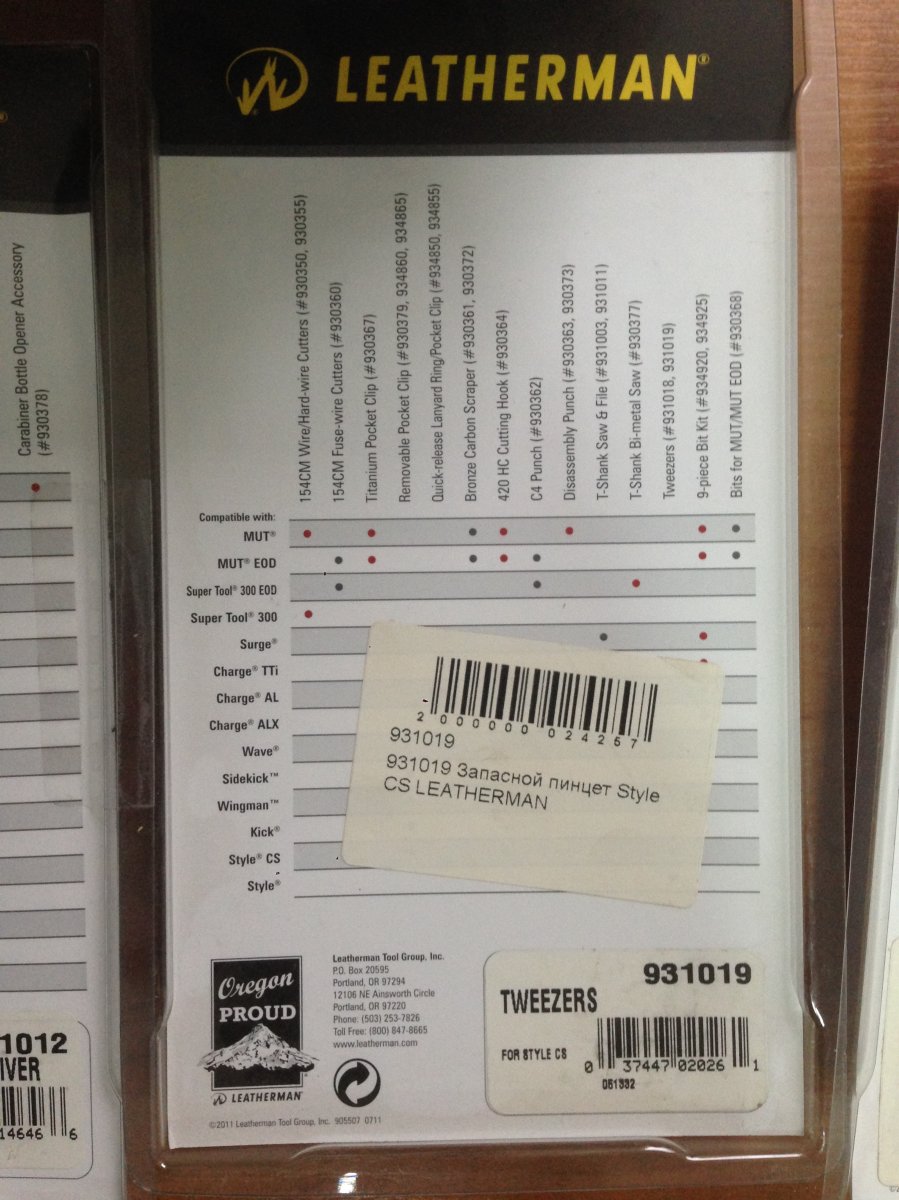 LEATHERMAN®
Carabiner Bottle Opener Accessory
(#930378)
154CM Wire/Hard-wire Cutters (#930350, 930355)
154CM Fuse-wire Cutters (#930360)
Titanium Pocket Clip (#930367)
Removable Pocket Clip (#930379, 934860, 934865)
Quick-release Lanyard Ring/Pocket Clip (#934850, 934855)
Bronze Carbon Scraper (#930361, 930372)
420 HC Cutting Hook (#930364)
C4 Punch (#930362)
Disassembly Punch (#930363, 930373)
T-Shank Saw & File (#931003, 931011)
T-Shank Bi-metal Saw (#930377)
Tweezers (#931018, 931019)
9-piece Bit Kit (#934920, 934925)
Bits for MUT/MUT EOD (#930368)
Compatible with:
MUT®
MUT® EOD
Super Tool® 300 EOD
Super Tool® 300
Surge®
Charge® TTi
Charge® AL
Charge® ALX
Wave®
Sidekick™
Wingman™
Kick®
Style® CS
Style®
2 000000 024257
931019
931019 Запасной пинцет Style
CS LEATHERMAN
Oregon
PROUD
LEATHERMAN
Leatherman Tool Group, Inc.
P.O. Box 20595
Portland, OR 97294
12106 NE Ainsworth Circle
Portland, OR 97220
Phone: (503) 253-7826
Toll Free: (800) 847-8665
www.leatherman.com
©2011 Leatherman Tool Group, Inc. 905507 0711
931019
TWEEZERS
FOR STYLE CS
0 37447 02026 1
051332
1012
IVER
14646 6